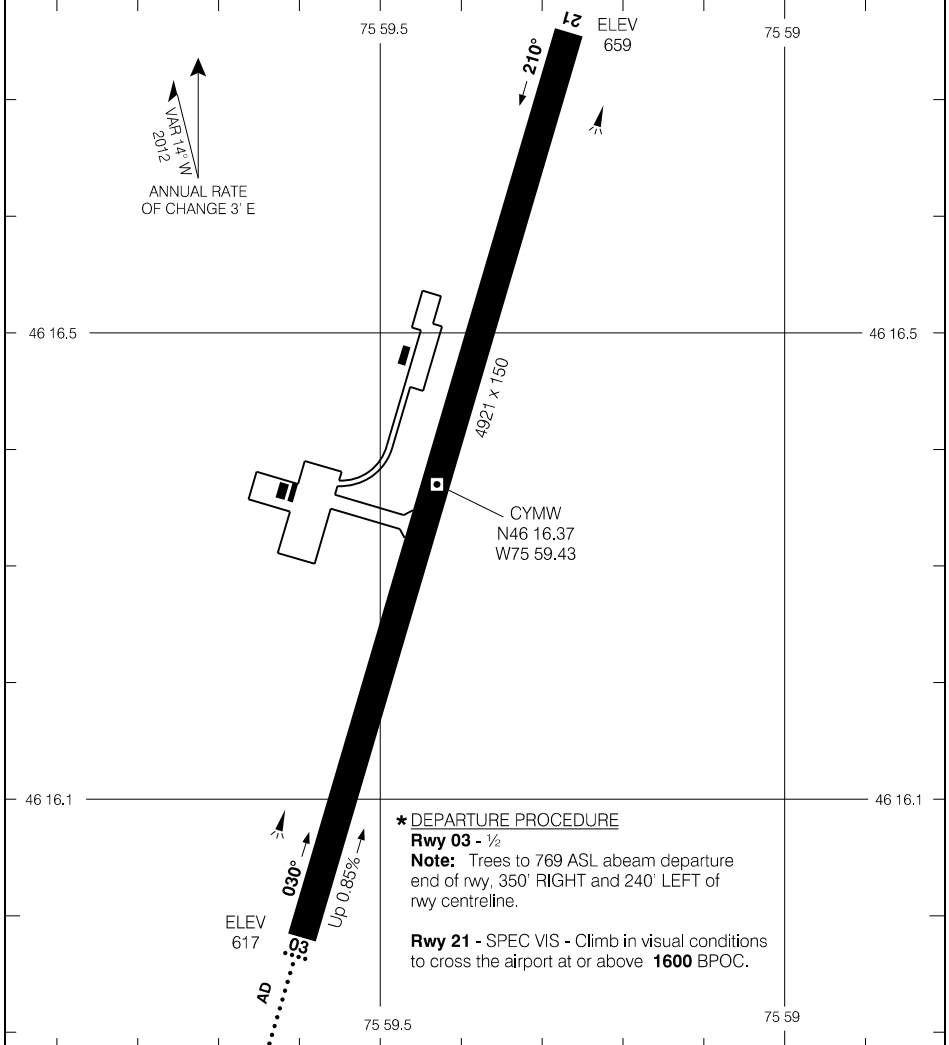 75 59.5
75 59
21
ELEV
659
← 210°
VAR 14° W
2012
ANNUAL RATE
OF CHANGE 3' E
46 16.5
46 16.5
4921 x 150
CYMW
N46 16.37
W75 59.43
46 16.1
46 16.1
* DEPARTURE PROCEDURE
Rwy 03 - ½
Note: Trees to 769 ASL abeam departure
end of rwy, 350' RIGHT and 240' LEFT of
rwy centreline.
Rwy 21 - SPEC VIS - Climb in visual conditions
to cross the airport at or above 1600 BPOC.
030° →
Up 0.85% →
ELEV
617
03
AD
75 59.5
75 59